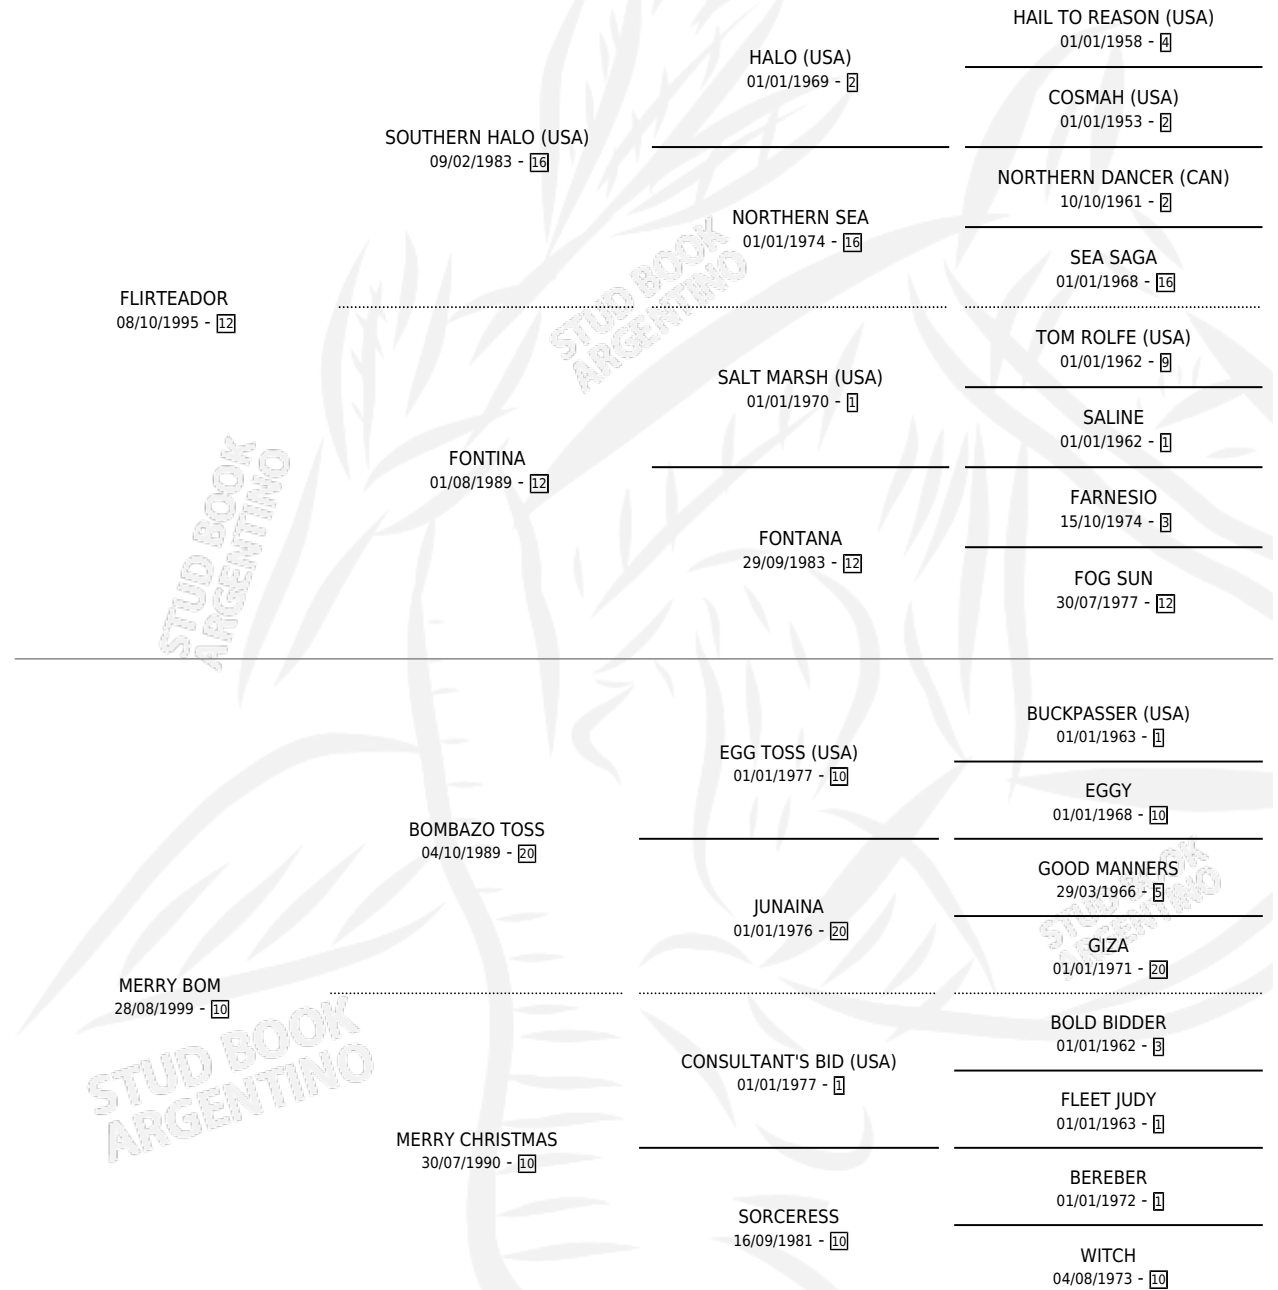 HAIL TO REASON (USA)
01/01/1958 - 4
HALO (USA)
01/01/1969 - 2
COSMAH (USA)
01/01/1953 - 2
SOUTHERN HALO (USA)
09/02/1983 - 16
NORTHERN DANCER (CAN)
10/10/1961 - 2
NORTHERN SEA
01/01/1974 - 16
SEA SAGA
01/01/1968 - 16
FLIRTEADOR
08/10/1995 - 12
STUD BOOK
ARGENTINO
TOM ROLFE (USA)
01/01/1962 - 9
SALT MARSH (USA)
01/01/1970 - 1
SALINE
01/01/1962 - 1
FONTINA
01/08/1989 - 12
FARNESIO
15/10/1974 - 3
FONTANA
29/09/1983 - 12
FOG SUN
30/07/1977 - 12
STUD BOOK
ARGENTINO
BUCKPASSER (USA)
01/01/1963 - 1
EGG TOSS (USA)
01/01/1977 - 10
EGGY
01/01/1968 - 10
BOMBAZO TOSS
04/10/1989 - 20
GOOD MANNERS
29/03/1966 - 5
JUNAINA
01/01/1976 - 20
GIZA
01/01/1971 - 20
STUD BOOK
ARGENTINO
MERRY BOM
28/08/1999 - 10
BOLD BIDDER
01/01/1962 - 3
CONSULTANT'S BID (USA)
01/01/1977 - 1
FLEET JUDY
01/01/1963 - 1
MERRY CHRISTMAS
30/07/1990 - 10
BEREBER
01/01/1972 - 1
SORCERESS
16/09/1981 - 10
WITCH
04/08/1973 - 10
STUD BOOK
ARGENTINO